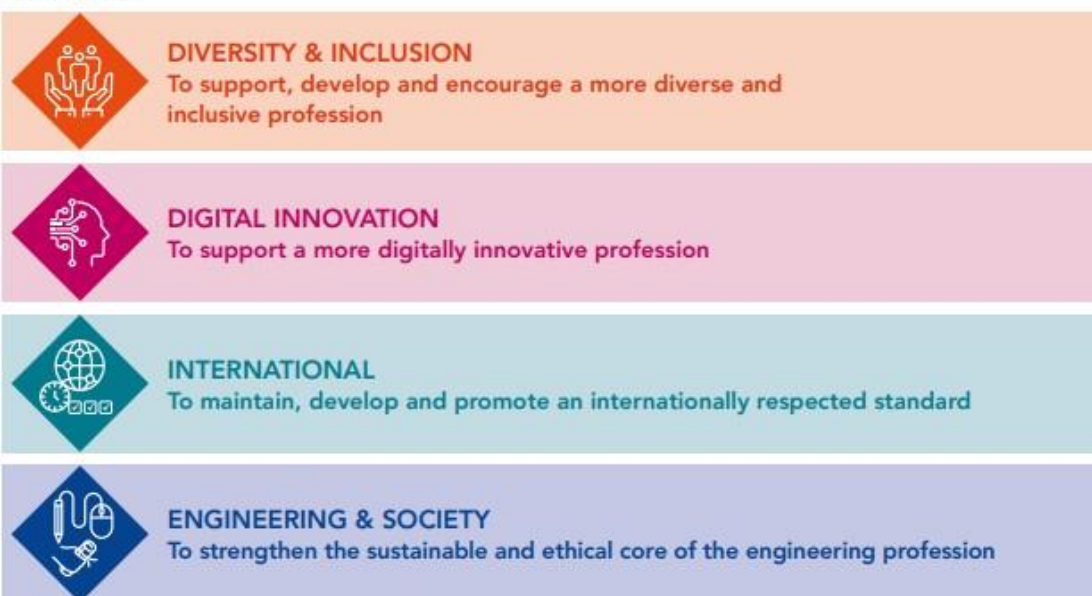 DIVERSITY & INCLUSION
To support, develop and encourage a more diverse and
inclusive profession
DIGITAL INNOVATION
To support a more digitally innovative profession
INTERNATIONAL
To maintain, develop and promote an internationally respected standard
ENGINEERING & SOCIETY
To strengthen the sustainable and ethical core of the engineering profession